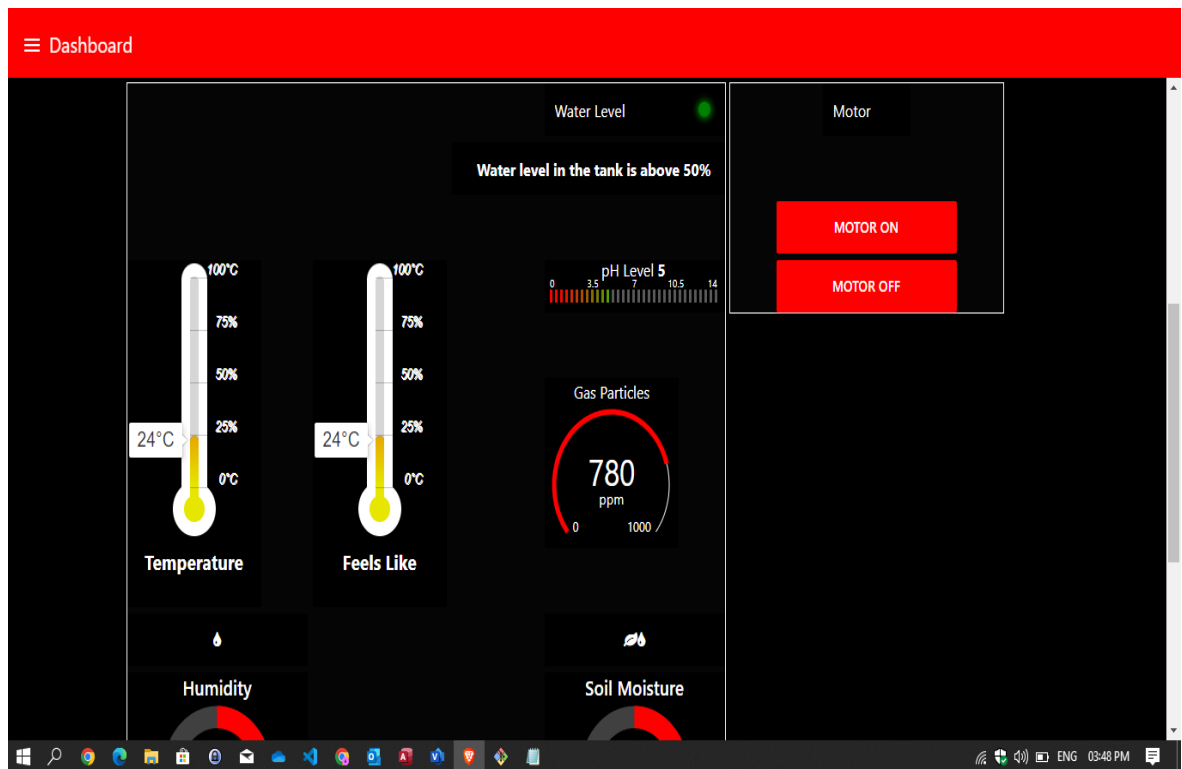 Dashboard
Water Level
Motor
Water level in the tank is above 50%
MOTOR ON
MOTOR OFF
100°C
75%
50%
25%
0°C
24°C
Temperature
100°C
75%
50%
25%
0°C
24°C
Feels Like
pH Level 5
0 3.5 7 10.5 14
Gas Particles
780
ppm
0 1000
Humidity
Soil Moisture
ENG 03:48 PM